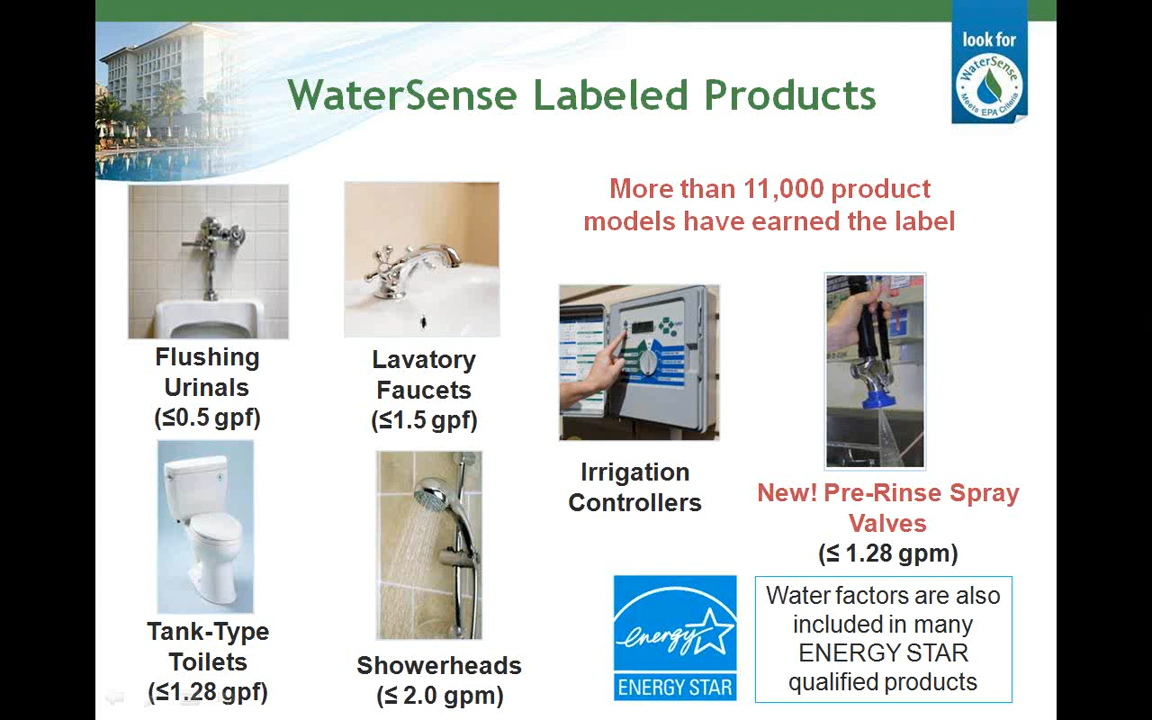 look for
WaterSense
Meets EPA Criteria
WaterSense Labeled Products
More than 11,000 product
models have earned the label
Flushing
Urinals
(≤0.5 gpf)
Lavatory
Faucets
(≤1.5 gpf)
Irrigation
Controllers
New! Pre-Rinse Spray
Valves
(≤ 1.28 gpm)
Tank-Type
Toilets
(≤1.28 gpf)
Showerheads
(≤ 2.0 gpm)
energy
ENERGY STAR
Water factors are also
included in many
ENERGY STAR
qualified products